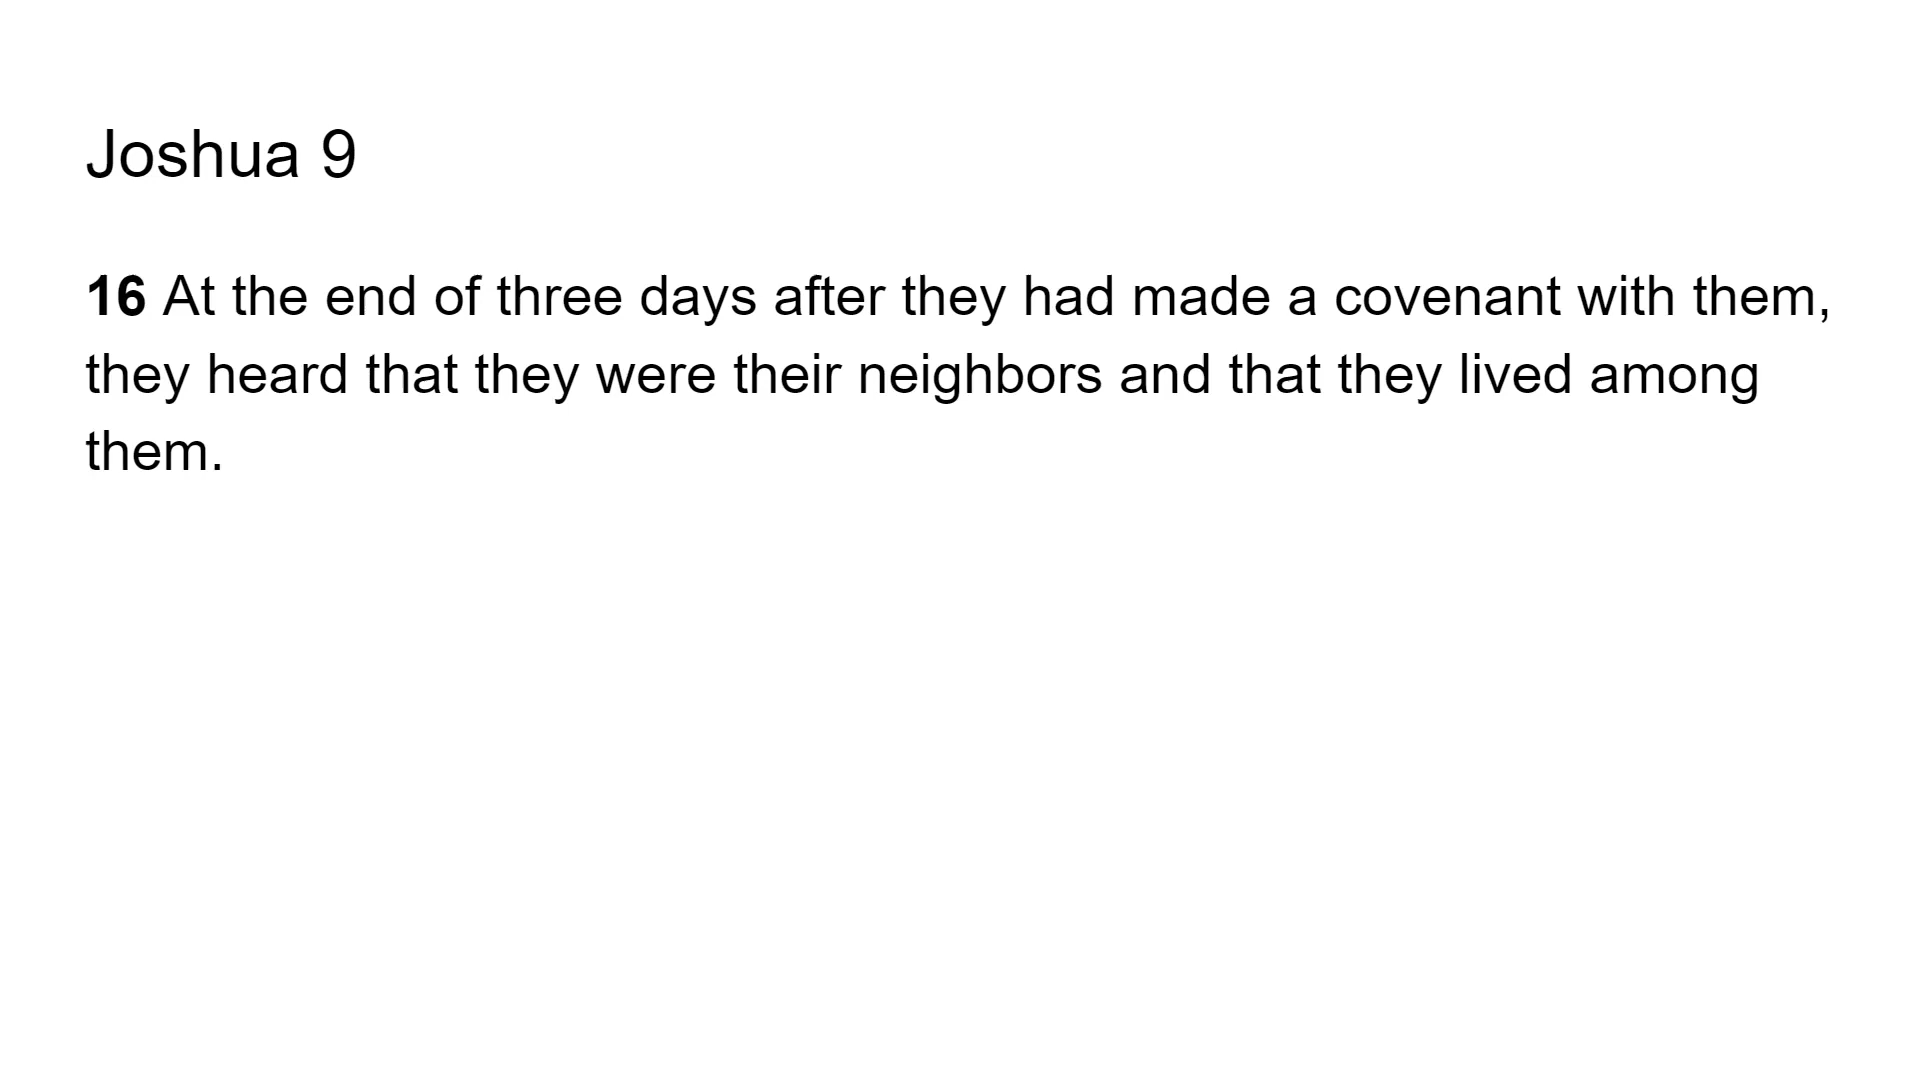 Joshua 9
16 At the end of three days after they had made a covenant with them,
they heard that they were their neighbors and that they lived among
them.